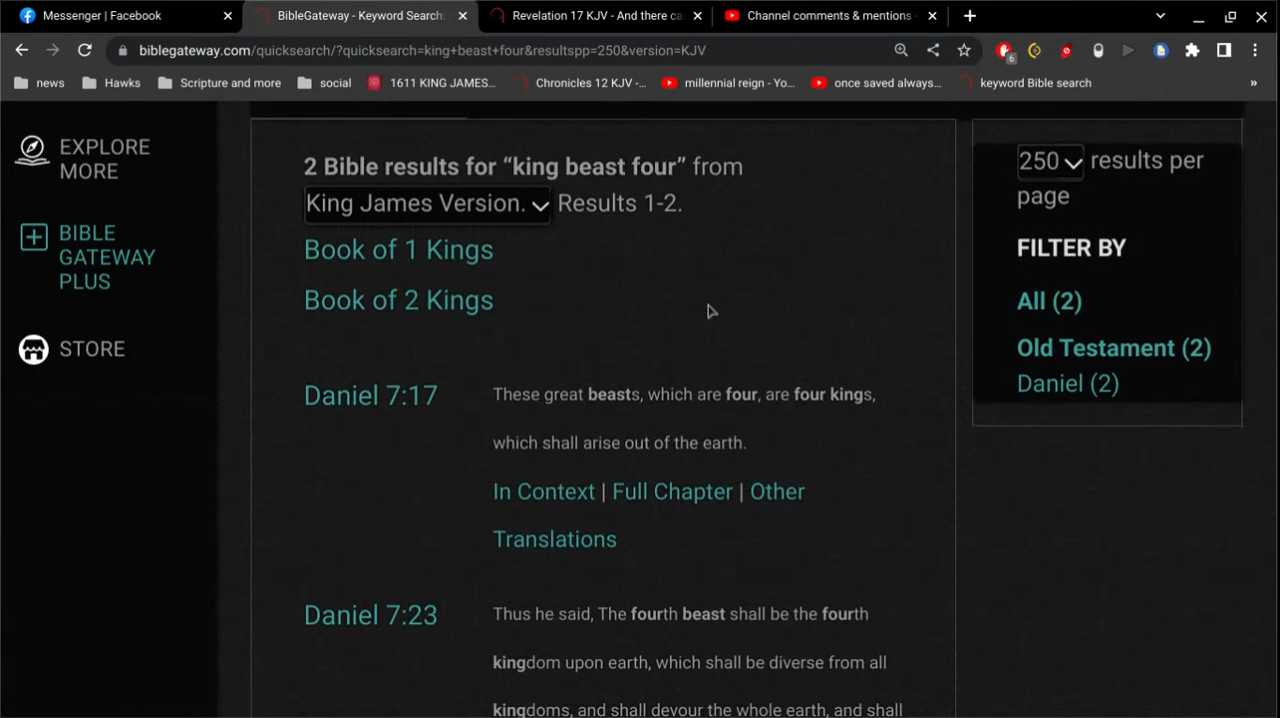 Messenger | Facebook
BibleGateway - Keyword Search:
Revelation 17 KJV - And there ca
Channel comments & mentions -
biblegateway.com/quicksearch/?quicksearch=king+beast+four&resultspp=250&version=KJV
6
news
Hawks
Scripture and more
social
1611 KING JAMES...
Chronicles 12 KJV -...
millennial reign - Yo...
once saved always...
keyword Bible search
»
EXPLORE
MORE
BIBLE
GATEWAY
PLUS
STORE
2 Bible results for “king beast four” from
King James Version. Results 1-2.
Book of 1 Kings
Book of 2 Kings
Daniel 7:17
These great beasts, which are four, are four kings,
which shall arise out of the earth.
In Context | Full Chapter | Other
Translations
Daniel 7:23
Thus he said, The fourth beast shall be the fourth
kingdom upon earth, which shall be diverse from all
kingdoms, and shall devour the whole earth, and shall
250 results per
page
FILTER BY
All (2)
Old Testament (2)
Daniel (2)